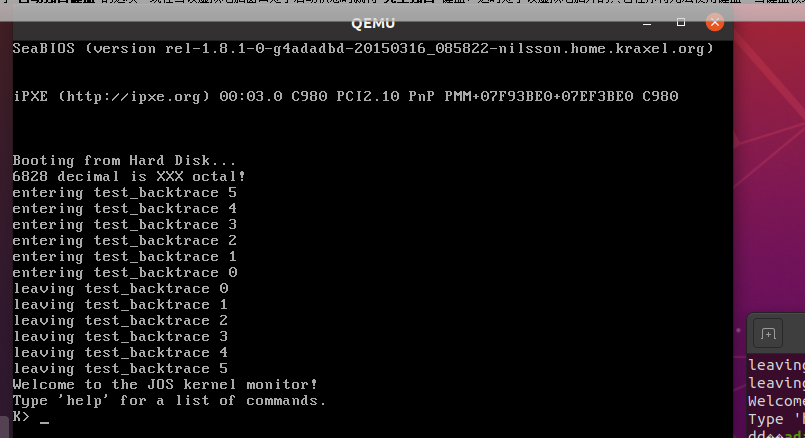 QEMU
SeaBIOS (version rel-1.8.1-0-g4adadbd-20150316_085822-nilsson.home.kraxel.org)
iPXE (http://ipxe.org) 00:03.0 C980 PCI2.10 PnP PMM+07F93BE0+07EF3BE0 C980
Booting from Hard Disk...
6828 decimal is XXX octal!
entering test_backtrace 5
entering test_backtrace 4
entering test_backtrace 3
entering test_backtrace 2
entering test_backtrace 1
entering test_backtrace 0
leaving test_backtrace 0
leaving test_backtrace 1
leaving test_backtrace 2
leaving test_backtrace 3
leaving test_backtrace 4
leaving test_backtrace 5
Welcome to the JOS kernel monitor!
Type 'help' for a list of commands.
K> _
leaving
leaving
Welcome
Type '